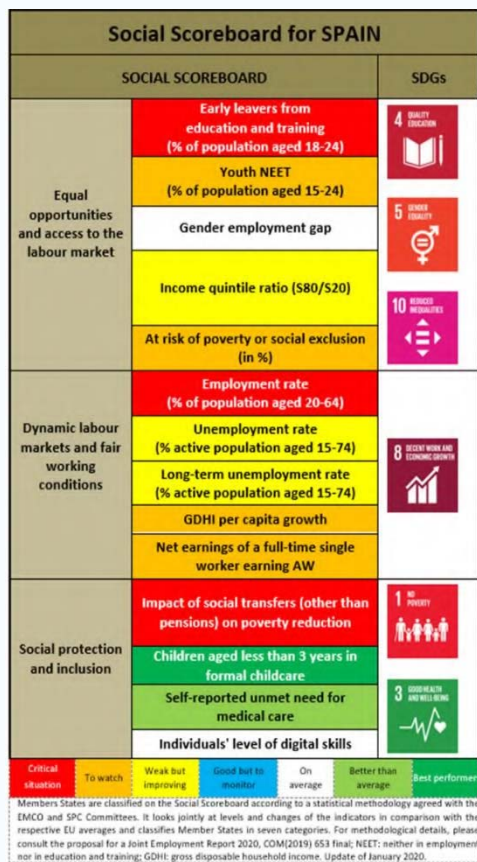 Social Scoreboard for SPAIN
SOCIAL SCOREBOARD
SDGs
Equal
opportunities
and access to the
labour market
Early leavers from
education and training
(% of population aged 18-24)
Youth NEET
(% of population aged 15-24)
Gender employment gap
Income quintile ratio (S80/S20)
At risk of poverty or social exclusion
(in %)
4 QUALITY
EDUCATION
5 GENDER
EQUALITY
10 REDUCED
INEQUALITIES
Dynamic labour
markets and fair
working
conditions
Employment rate
(% of population aged 20-64)
Unemployment rate
(% active population aged 15-74)
Long-term unemployment rate
(% active population aged 15-74)
GDHI per capita growth
Net earnings of a full-time single
worker earning AW
8 DECENT WORK AND
ECONOMIC GROWTH
Social protection
and inclusion
Impact of social transfers (other than
pensions) on poverty reduction
Children aged less than 3 years in
formal childcare
Self-reported unmet need for
medical care
Individuals' level of digital skills
1 NO
POVERTY
3 GOOD HEALTH
AND WELL-BEING
Critical
situation
To watch
Weak but
improving
Good but to
monitor
On
average
Better than
average
Best performer
Members States are classified on the Social Scoreboard according to a statistical methodology agreed with the
EMCO and SPC Committees. It looks jointly at levels and changes of the indicators in comparison with the
respective EU averages and classifies Member States in seven categories. For methodological details, please
consult the proposal for a Joint Employment Report 2020, COM(2019) 653 final; NEET: neither in employment
nor in education and training; GDHI: gross disposable household income. Update of January 2020.